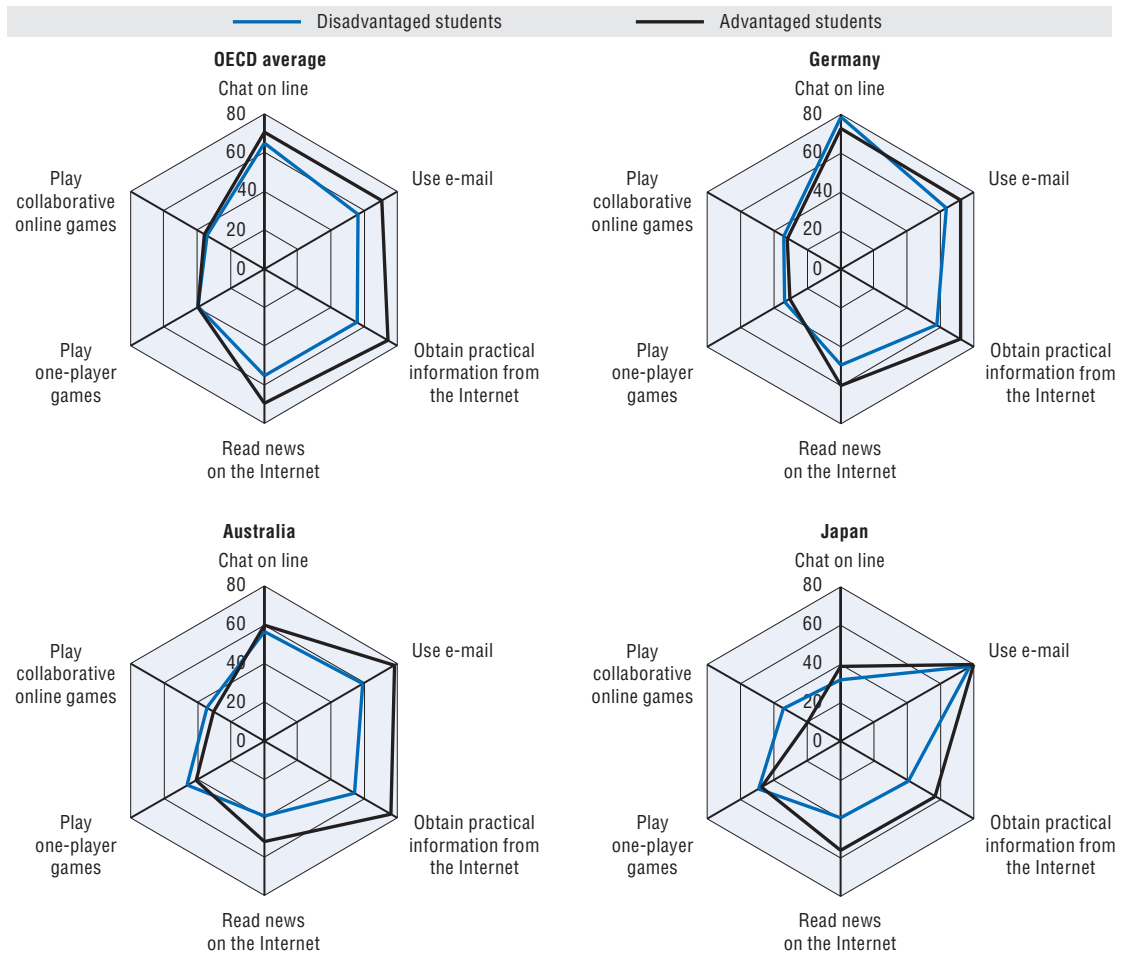 Disadvantaged students
Advantaged students
OECD average
Chat on line
80
60
40
20
0
Use e-mail
Obtain practical
information from
the Internet
Read news
on the Internet
Play
one-player
games
Play
collaborative
online games
Germany
Chat on line
80
60
40
20
0
Use e-mail
Obtain practical
information from
the Internet
Read news
on the Internet
Play
one-player
games
Play
collaborative
online games
Australia
Chat on line
80
60
40
20
0
Use e-mail
Obtain practical
information from
the Internet
Read news
on the Internet
Play
one-player
games
Play
collaborative
online games
Japan
Chat on line
80
60
40
20
0
Use e-mail
Obtain practical
information from
the Internet
Read news
on the Internet
Play
one-player
games
Play
collaborative
online games